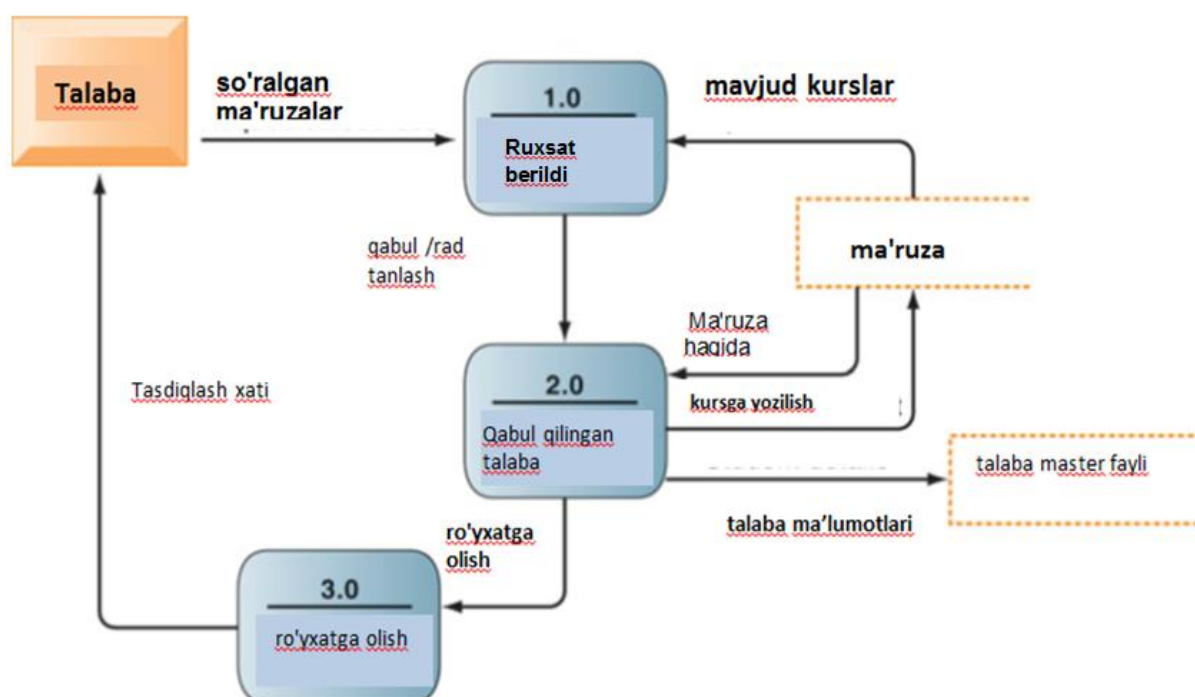 Talaba
so'ralgan
ma'ruzalar
1.0
Ruxsat
berildi
mavjud kurslar
ma'ruza
qabul /rad
tanlash
Ma'ruza
haqida
Tasdiqlash xati
2.0
Qabul qilingan
talaba
kursga yozilish
talaba master fayli
talaba ma’lumotlari
ro'yxatga
olish
3.0
ro'yxatga olish